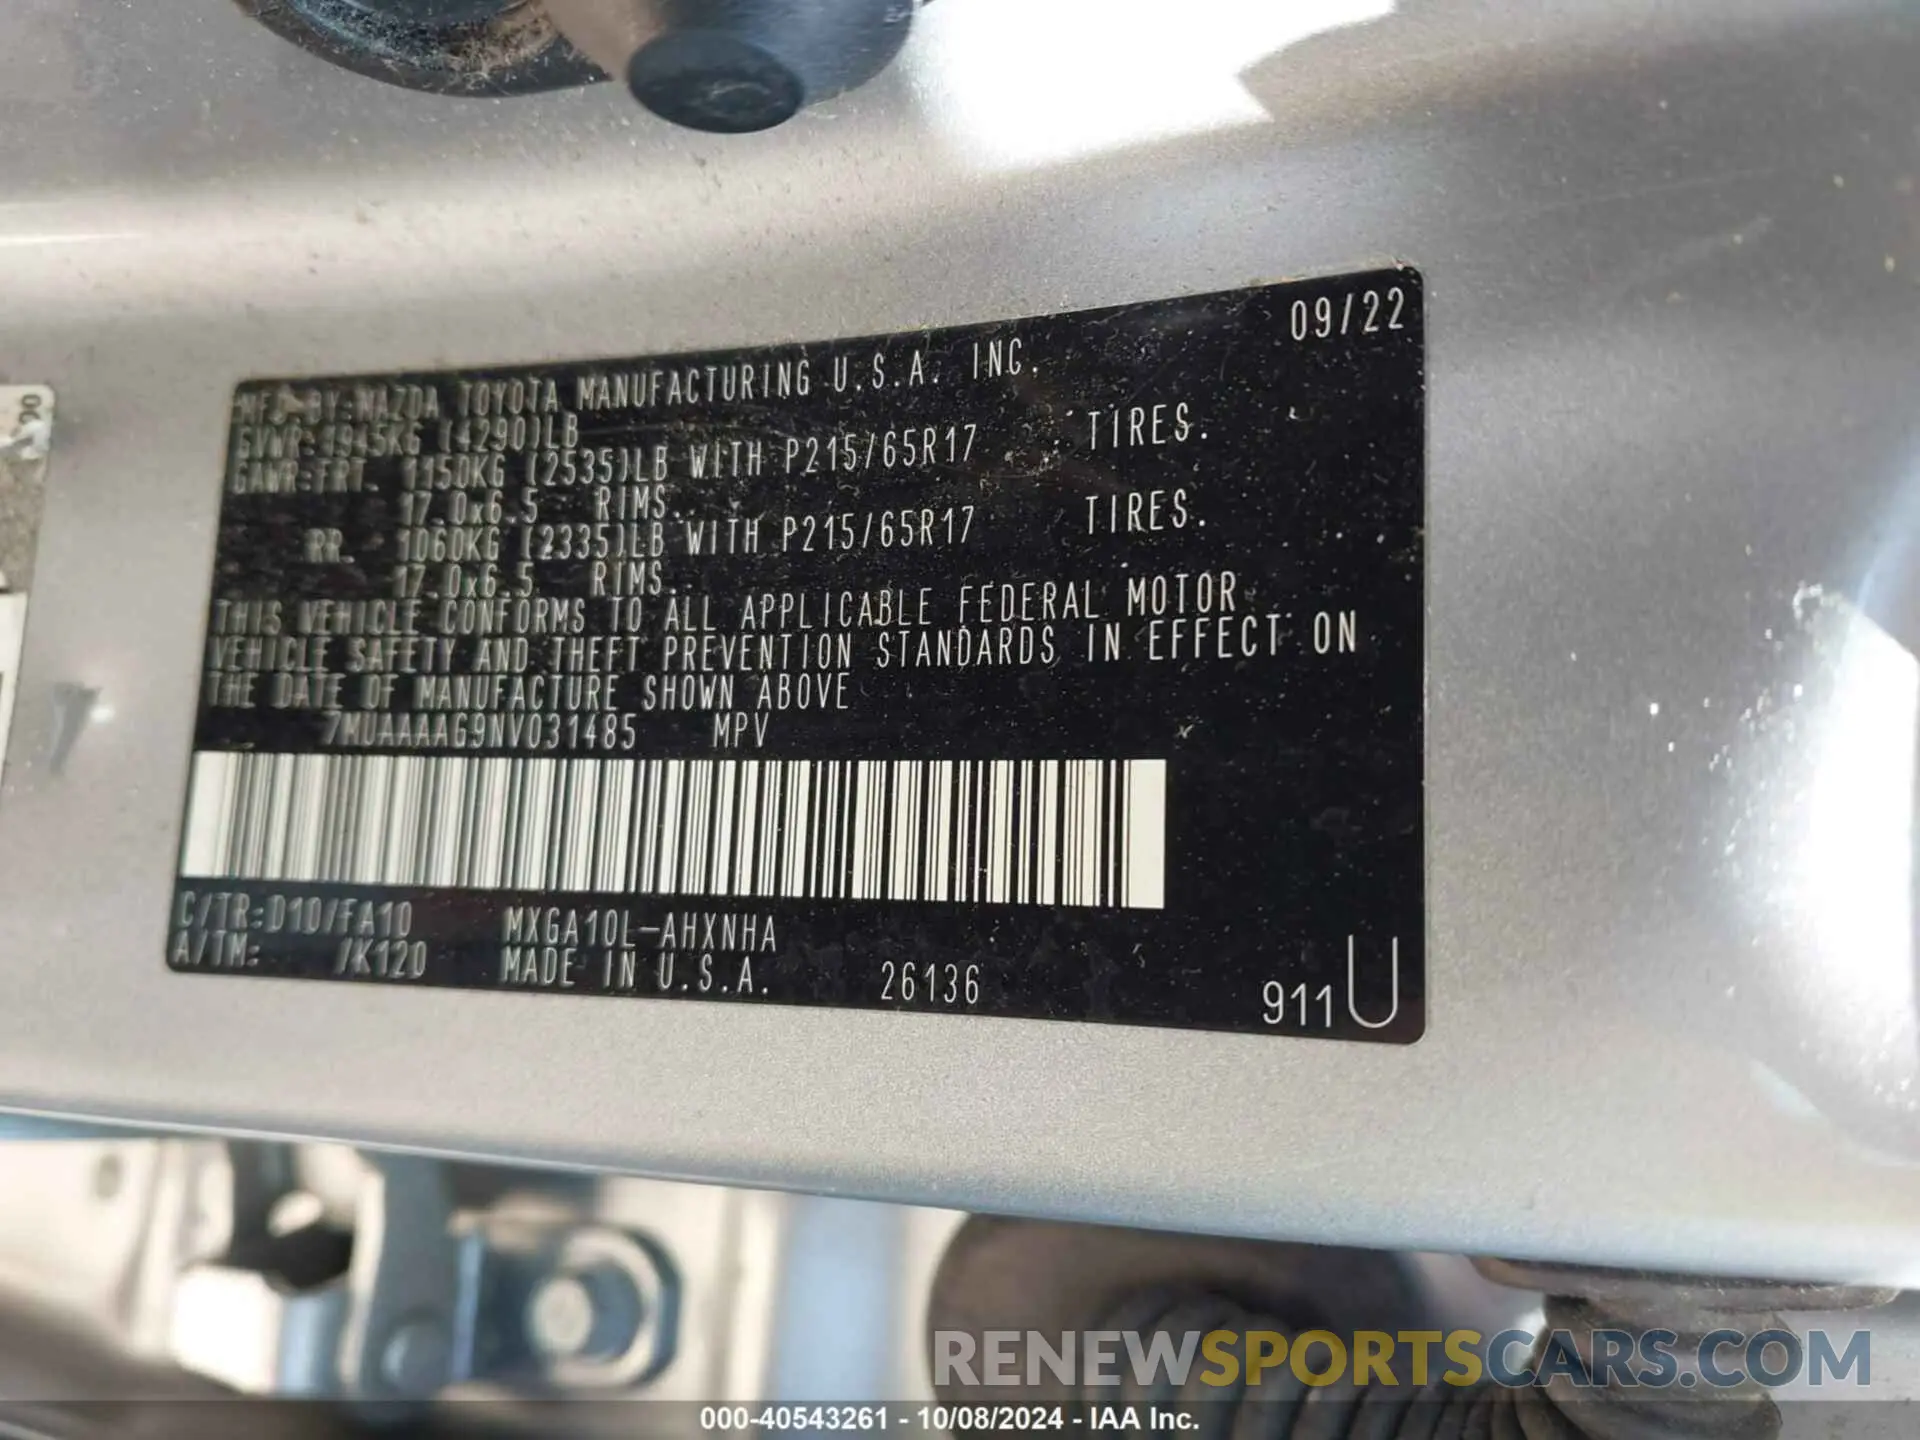 09/22
MFD. BY: MAZDA TOYOTA MANUFACTURING U.S.A. INC.
GVWR:1945KG (4290)LB
GAWR:FRT. 1150KG (2535)LB WITH P215/65R17 TIRES.
17.0x6.5 RIMS.
RR. 1060KG (2335)LB WITH P215/65R17 TIRES.
17.0x6.5 RIMS.
THIS VEHICLE CONFORMS TO ALL APPLICABLE FEDERAL MOTOR
VEHICLE SAFETY AND THEFT PREVENTION STANDARDS IN EFFECT ON
THE DATE OF MANUFACTURE SHOWN ABOVE
7MUAAAAG9NV031485 MPV
C/TR:D10/FA10 MXGA10L-AHXNHA
A/TM: /K120 MADE IN U.S.A. 26136
911U
RENEWSPORTSCARS.COM
000-40543261 - 10/08/2024 - IAA Inc.